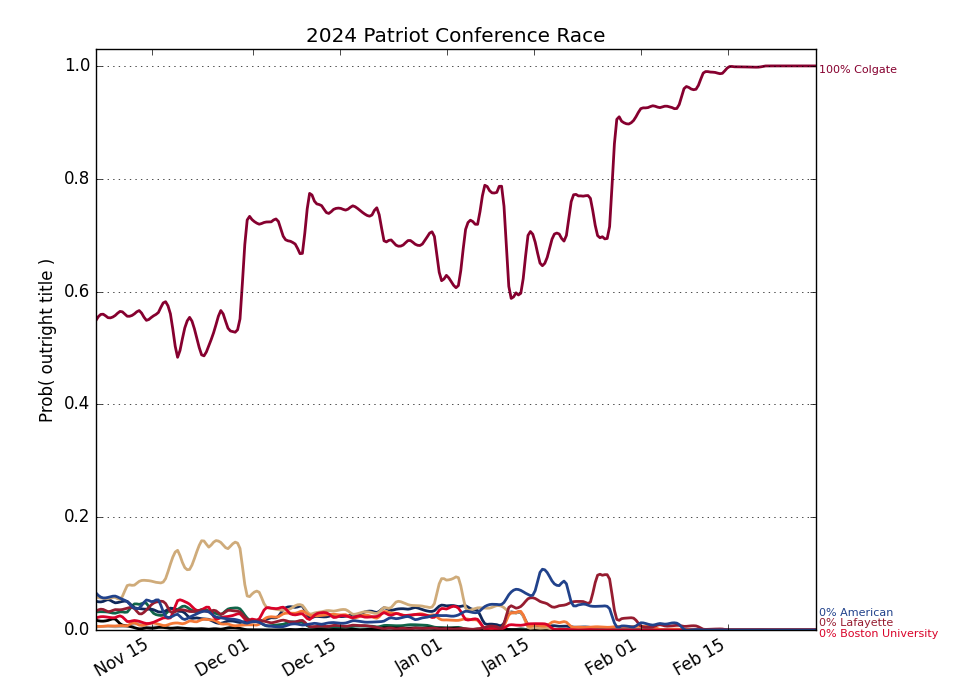 2024 Patriot Conference Race
1.0
0.8
0.6
0.4
0.2
0.0
Prob( outright title )
Nov 15
Dec 01
Dec 15
Jan 01
Jan 15
Feb 01
Feb 15
100% Colgate
0% American
0% Lafayette
0% Boston University